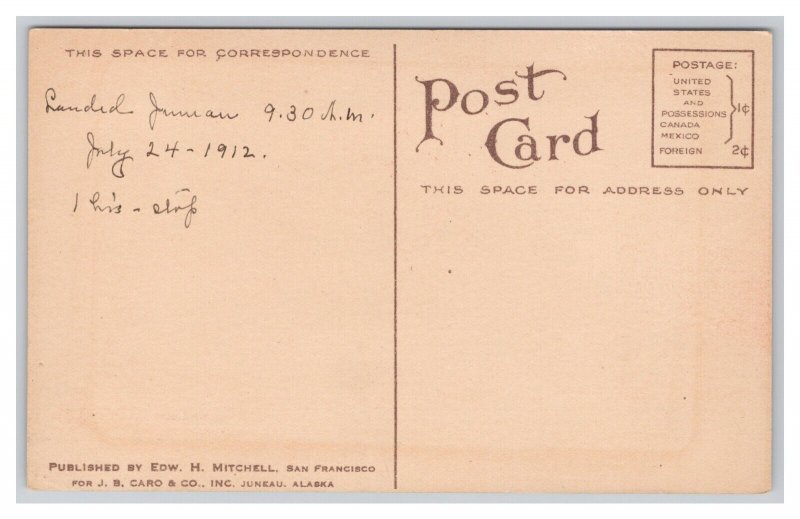 THIS SPACE FOR CORRESPONDENCE
Landed Juneau 9.30 A.m.
July 24 - 1912.
1 hr's - stop
Post
Card
POSTAGE:
UNITED
STATES
AND
POSSESSIONS
CANADA
MEXICO
1¢
FOREIGN 2¢
THIS SPACE FOR ADDRESS ONLY
PUBLISHED BY EDW. H. MITCHELL, SAN FRANCISCO
FOR J. B. CARO & CO., INC. JUNEAU, ALASKA